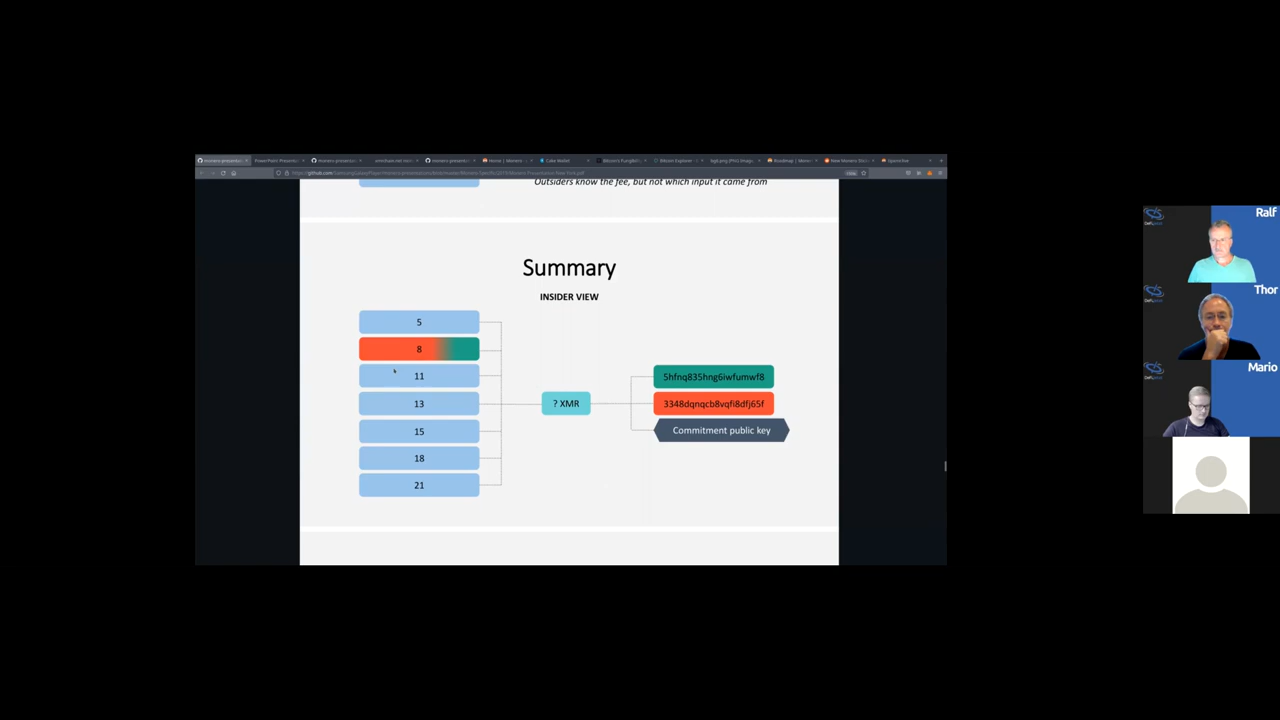 Outsiders know the fee, but not which input it came from
Summary
INSIDER VIEW
5
8
11
13
15
18
21
? XMR
5hfnq835hng6iwfumwf8
3348dqnqcb8vqfi8dfj65f
Commitment public key
Ralf
Thor
Mario